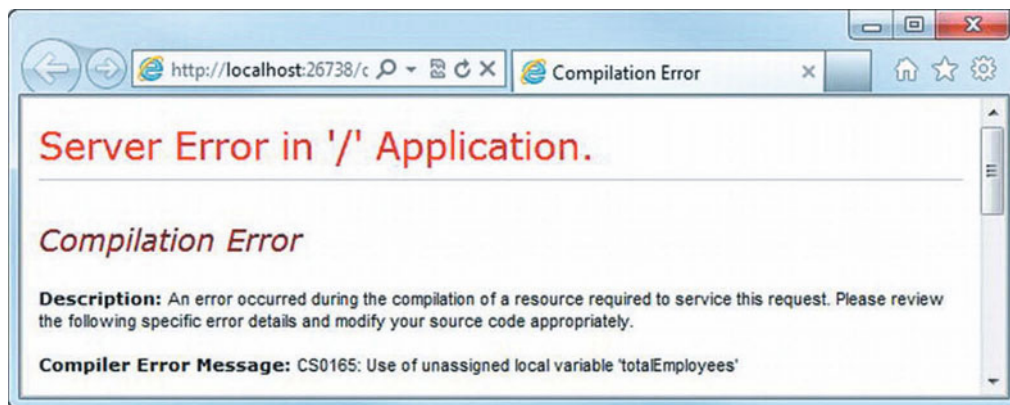 http://localhost:26738/c
Compilation Error
Server Error in '/' Application.
Compilation Error
Description: An error occurred during the compilation of a resource required to service this request. Please review
the following specific error details and modify your source code appropriately.
Compiler Error Message: CS0165: Use of unassigned local variable 'totalEmployees'